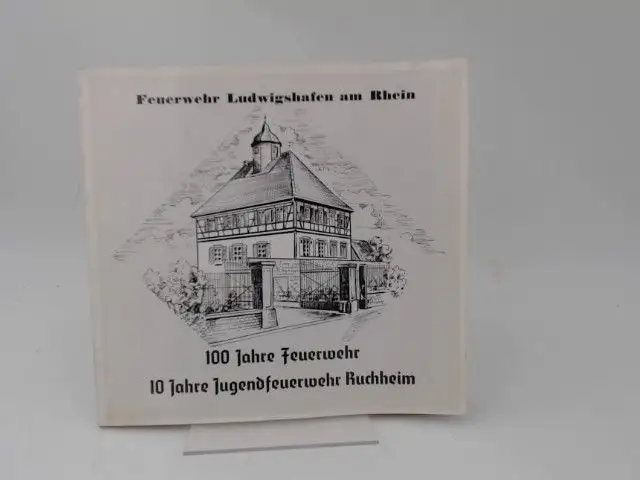 Feuerwehr Ludwigshafen am Rhein
100 Jahre Feuerwehr
10 Jahre Jugendfeuerwehr Ruchheim